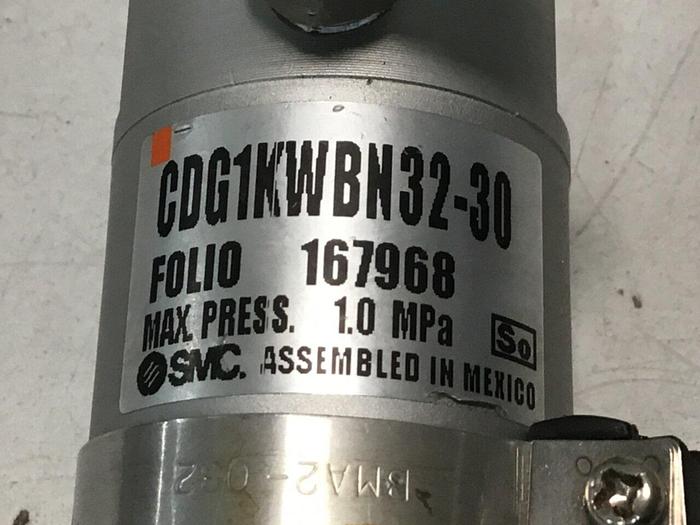 CDG1KWBN32-30
FOLIO 167968
MAX. PRESS. 1.0 MPa
So
SMC. ASSEMBLED IN MEXICO
BMA2-032